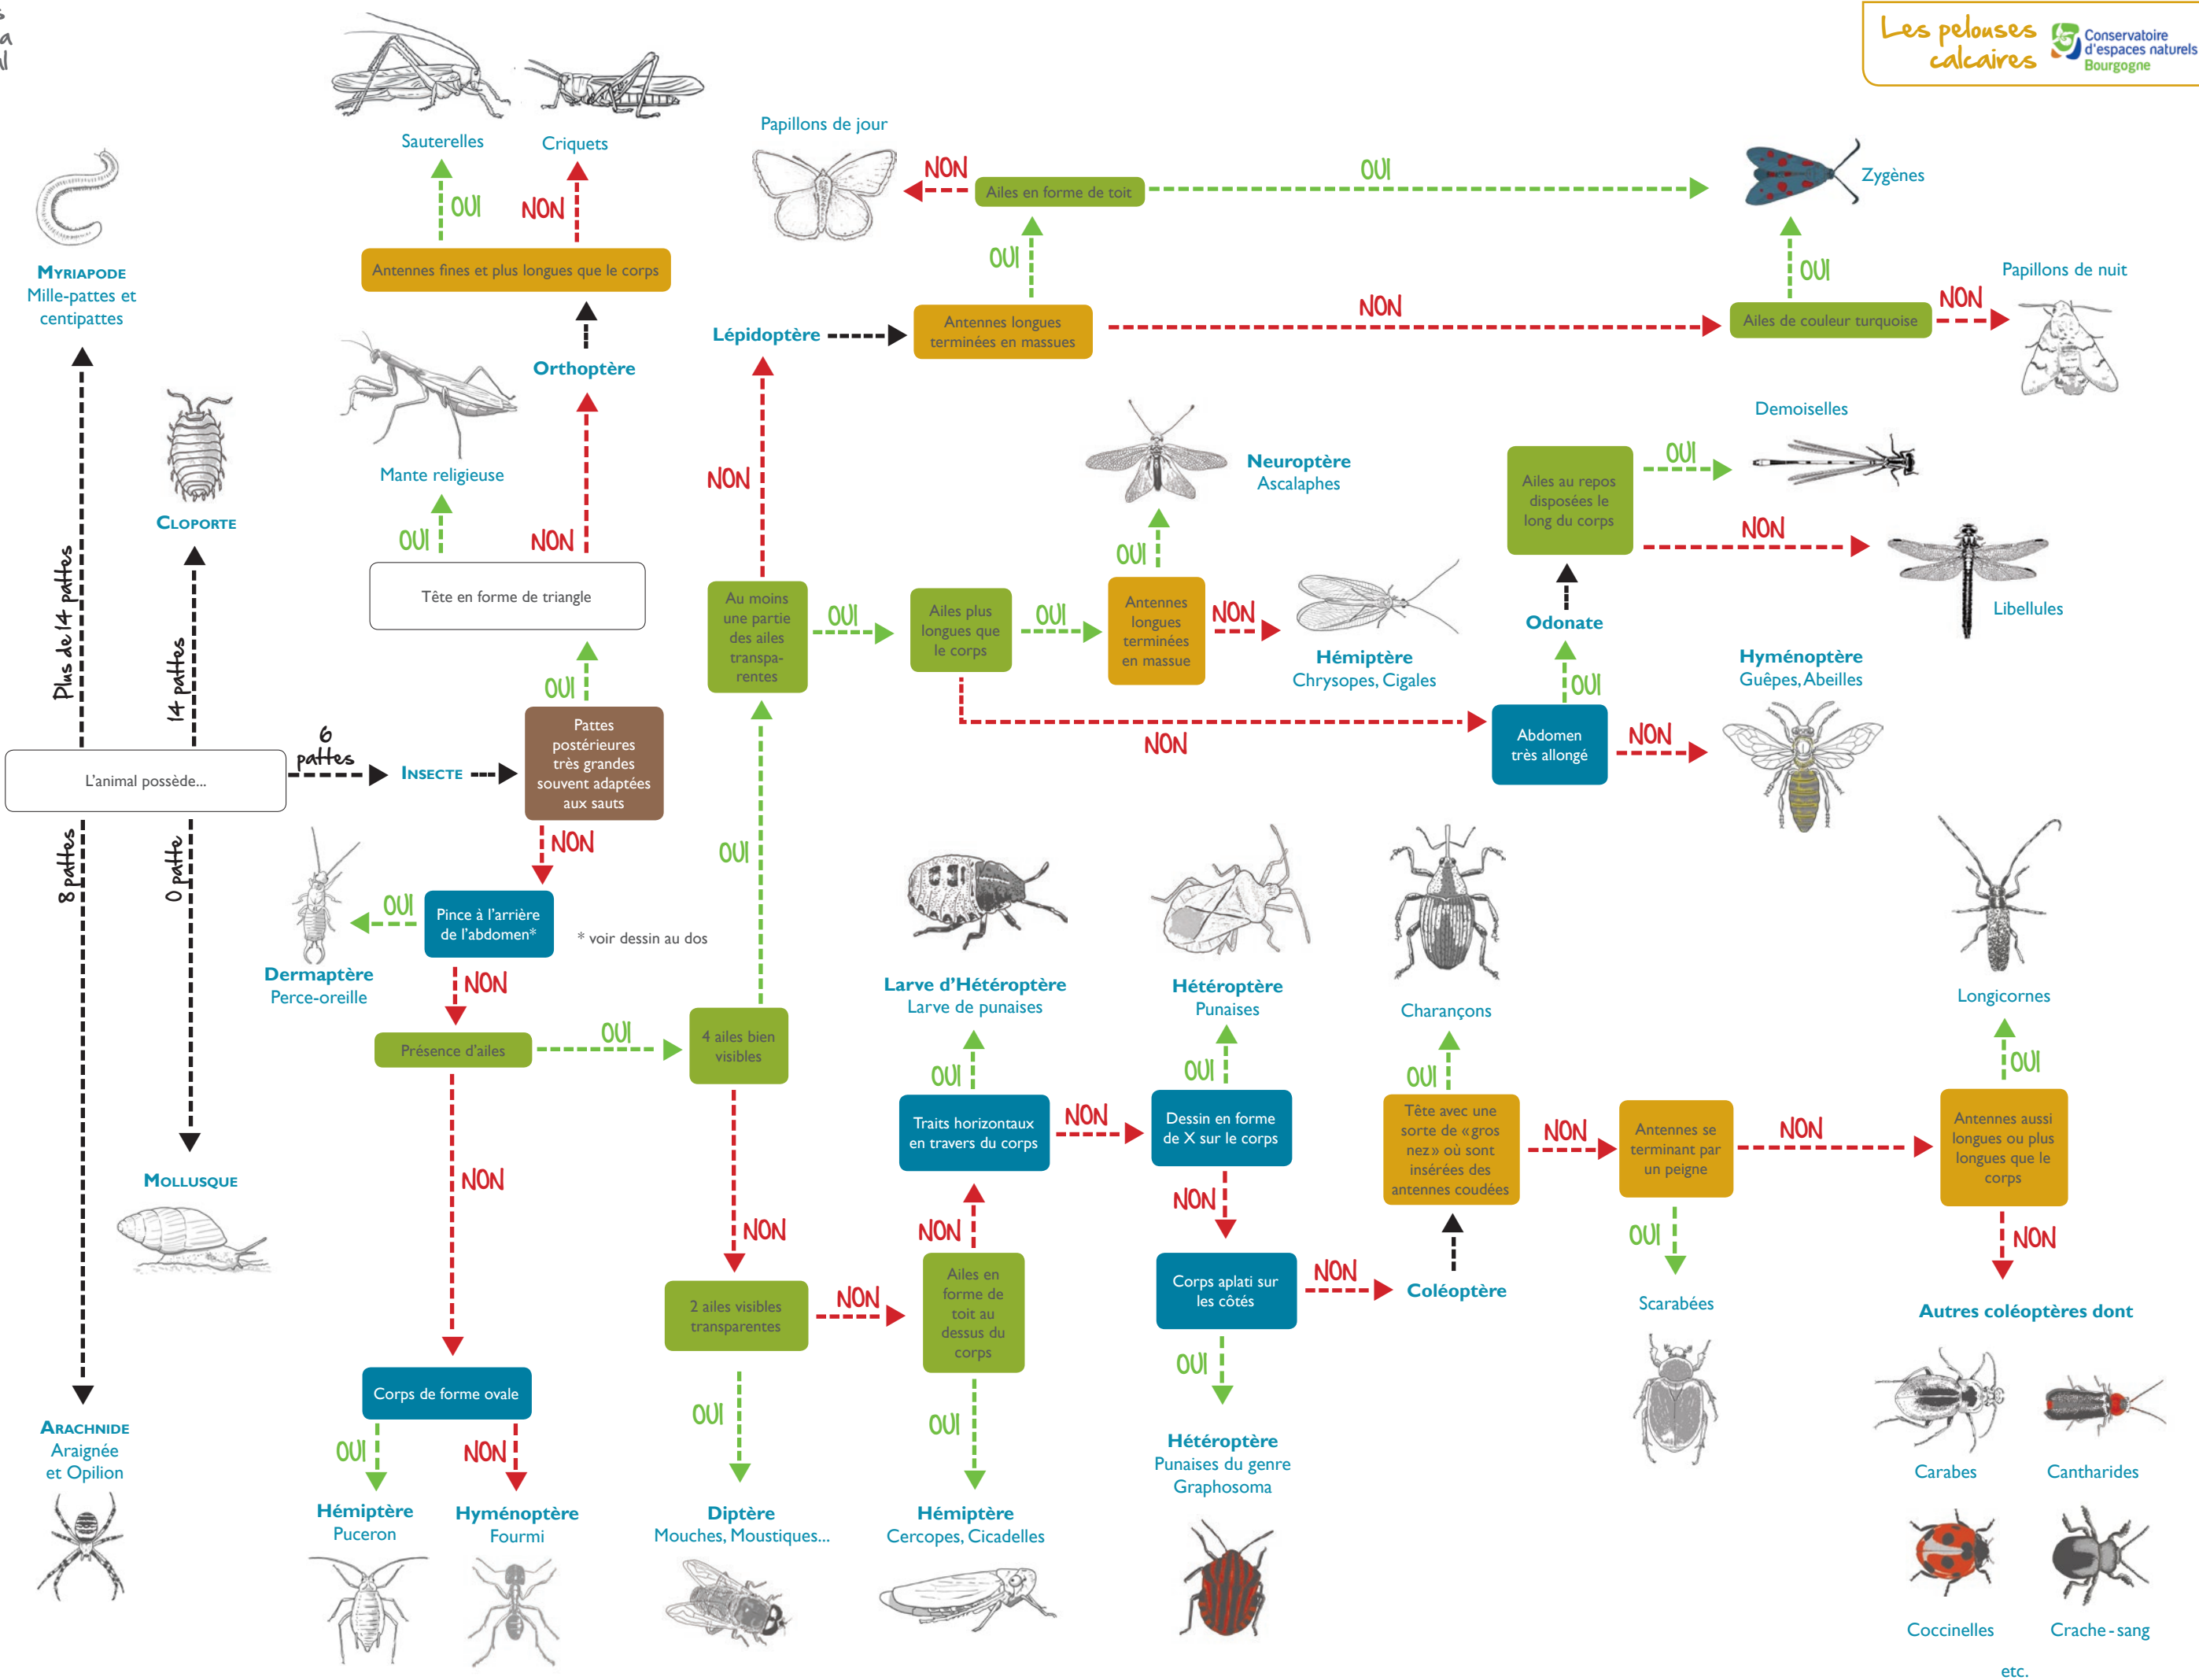 s
a
al
Les pelouses
calcaires
Conservatoire
d'espaces naturels
Bourgogne
Sauterelles
Criquets
OUI
NON
Antennes fines et plus longues que le corps
Papillons de jour
NON
Ailes en forme de toit
OUI
Zygènes
OUI
OUI
Papillons de nuit
MYRIAPODE
Mille-pattes et
centipattes
Lépidoptère
Antennes longues
terminées en massues
NON
Ailes de couleur turquoise
NON
Orthoptère
Mante religieuse
OUI
NON
Tête en forme de triangle
OUI
CLOPORTE
Plus de 14 pattes
14 pattes
NON
Neuroptère
Ascalaphes
OUI
Demoiselles
Ailes au repos
disposées le
long du corps
OUI
NON
Libellules
Au moins
une partie
des ailes
transpa-
rentes
OUI
Ailes plus
longues que
le corps
OUI
Antennes
longues
terminées
en massue
NON
Hémiptère
Chrysopes, Cigales
Odonate
OUI
Hyménoptère
Guêpes, Abeilles
NON
Abdomen
très allongé
NON
L'animal possède...
6
pattes
INSECTE
Pattes
postérieures
très grandes
souvent adaptées
aux sauts
NON
OUI
8 pattes
0 patte
OUI
Pince à l'arrière
de l'abdomen*
* voir dessin au dos
Dermaptère
Perce-oreille
NON
Présence d'ailes
OUI
4 ailes bien
visibles
Larve d'Hétéroptère
Larve de punaises
Hétéroptère
Punaises
Charançons
Longicornes
OUI
OUI
OUI
OUI
Traits horizontaux
en travers du corps
NON
Dessin en forme
de X sur le corps
Tête avec une
sorte de «gros
nez» où sont
insérées des
antennes coudées
NON
Antennes se
terminant par
un peigne
NON
Antennes aussi
longues ou plus
longues que le
corps
MOLLUSQUE
NON
NON
NON
NON
OUI
NON
2 ailes visibles
transparentes
NON
Ailes en
forme de
toit au
dessus du
corps
Corps aplati sur
les côtés
NON
Coléoptère
Scarabées
Autres coléoptères dont
Corps de forme ovale
OUI
NON
OUI
OUI
OUI
ARACHNIDE
Araignée
et Opilion
Hémiptère
Puceron
Hyménoptère
Fourmi
Diptère
Mouches, Moustiques...
Hémiptère
Cercopes, Cicadelles
Hétéroptère
Punaises du genre
Graphosoma
Carabes
Cantharides
Coccinelles
Crache-sang
etc.